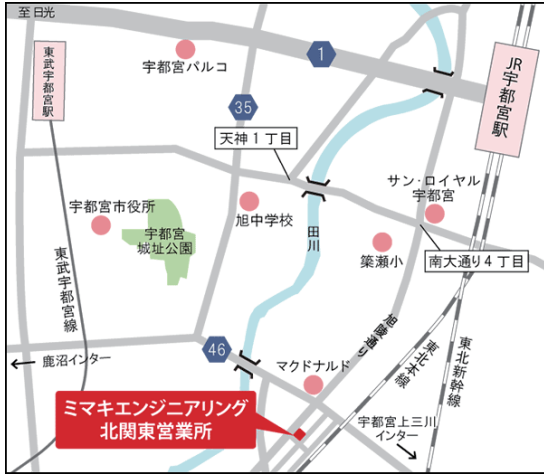 至日光
東武宇都宮駅
宇都宮パルコ
1
JR宇都宮駅
35
天神1丁目
サン・ロイヤル
宇都宮
宇都宮市役所
宇都宮
城址公園
旭中学校
田川
簗瀬小
南大通り4丁目
東武宇都宮線
旭陵通り
東北本線
東北新幹線
46
鹿沼インター
マクドナルド
ミマキエンジニアリング
北関東営業所
宇都宮上三川
インター